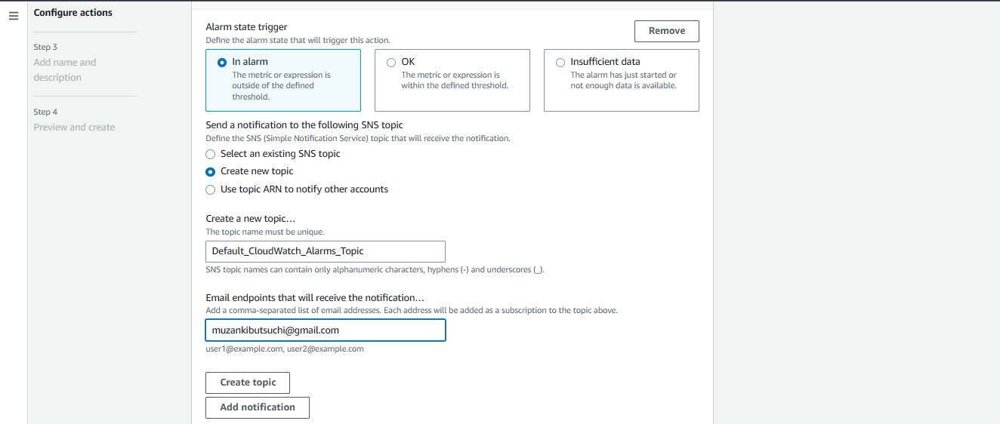 Configure actions
Step 3
Add name and
description
Step 4
Preview and create
Alarm state trigger
Define the alarm state that will trigger this action.
Remove
In alarm
The metric or expression is
outside of the defined
threshold.
OK
The metric or expression is
within the defined threshold.
Insufficient data
The alarm has just started or
not enough data is available.
Send a notification to the following SNS topic
Define the SNS (Simple Notification Service) topic that will receive the notification.
Select an existing SNS topic
Create new topic
Use topic ARN to notify other accounts
Create a new topic…
The topic name must be unique.
Default_CloudWatch_Alarms_Topic
SNS topic names can contain only alphanumeric characters, hyphens (-) and underscores (_).
Email endpoints that will receive the notification…
Add a comma-separated list of email addresses. Each address will be added as a subscription to the topic above.
muzankibutsuchi@gmail.com
user1@example.com, user2@example.com
Create topic
Add notification